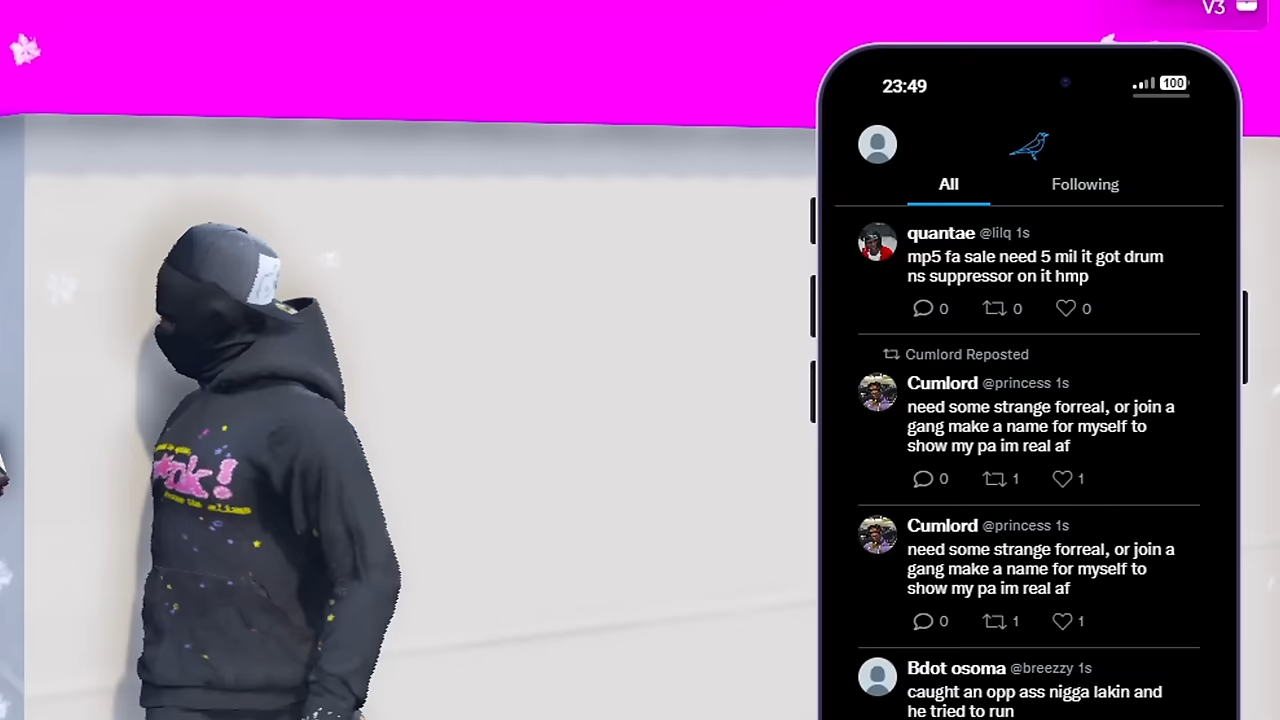 V3
23:49
100
All
Following
quantae @lilq 1s
mp5 fa sale need 5 mil it got drum
ns suppressor on it hmp
0 0 0
Cumlord Reposted
Cumlord @princess 1s
need some strange forreal, or join a
gang make a name for myself to
show my pa im real af
0 1 1
Cumlord @princess 1s
need some strange forreal, or join a
gang make a name for myself to
show my pa im real af
0 1 1
Bdot osoma @breezzy 1s
caught an opp ass nigga lakin and
he tried to run